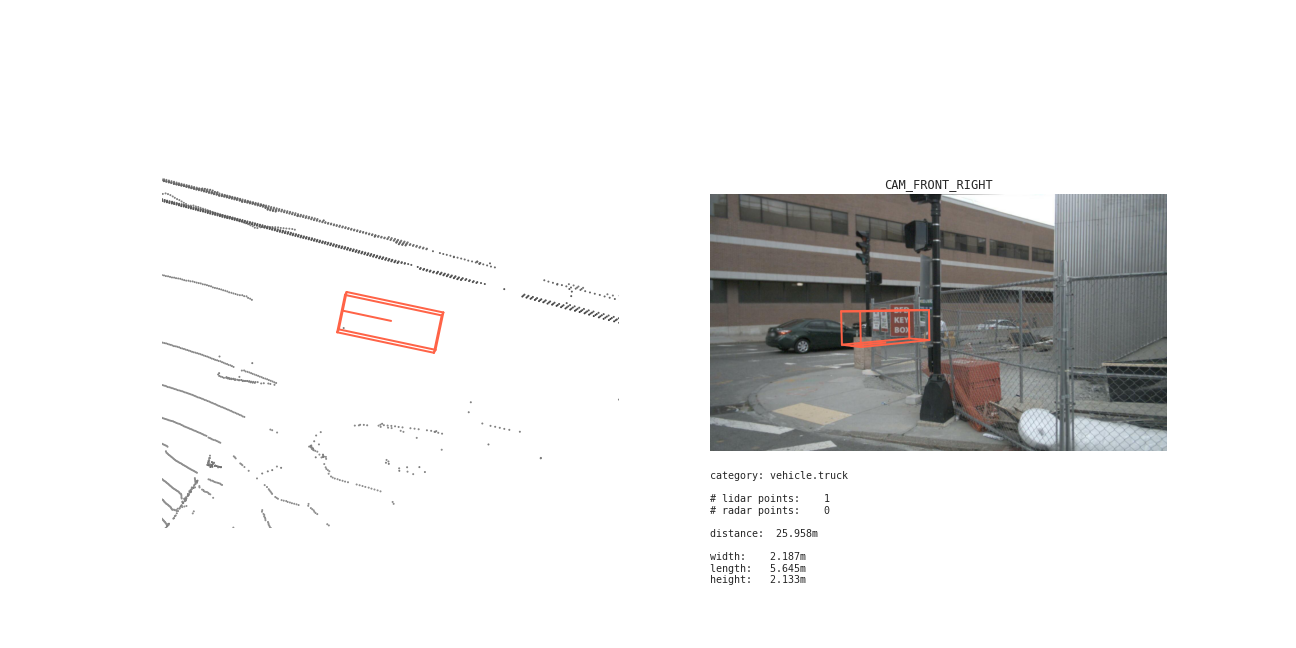 CAM_FRONT_RIGHT
RED
KEY
BOX
category: vehicle.truck
# lidar points:    1
# radar points:    0
distance:  25.958m
width:    2.187m
length:   5.645m
height:   2.133m